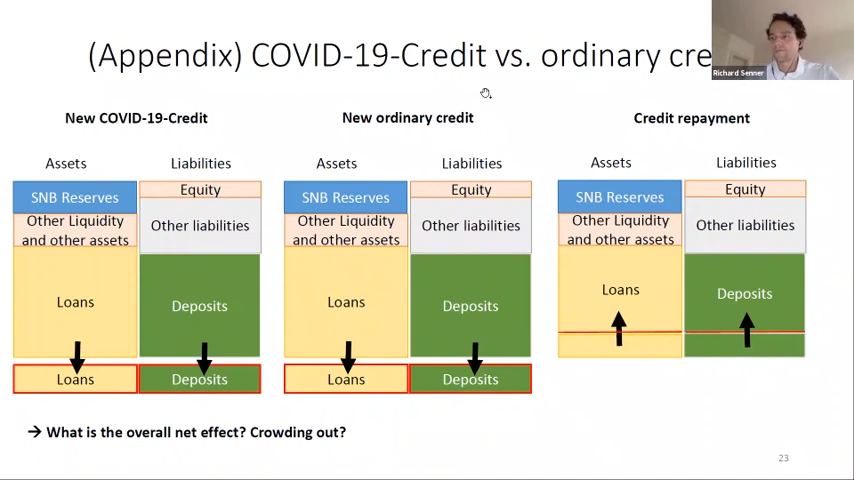 (Appendix) COVID-19-Credit vs. ordinary cre
Richard Senner
New COVID-19-Credit
New ordinary credit
Credit repayment
Assets
Liabilities
Assets
Liabilities
Assets
Liabilities
SNB Reserves
Equity
SNB Reserves
Equity
SNB Reserves
Equity
Other Liquidity
and other assets
Other liabilities
Other Liquidity
and other assets
Other liabilities
Other Liquidity
and other assets
Other liabilities
Loans
Deposits
Loans
Deposits
Loans
Deposits
Loans
Deposits
Loans
Deposits
→ What is the overall net effect? Crowding out?
23